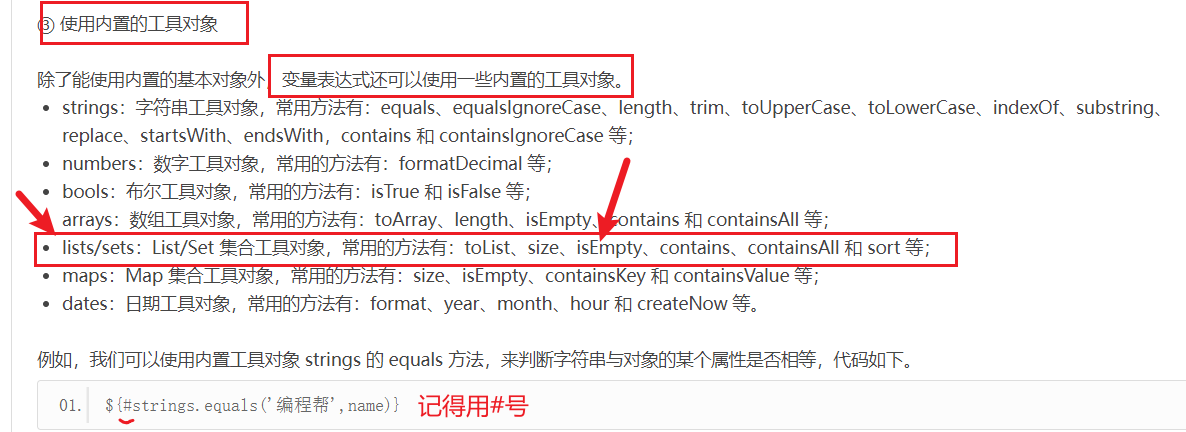 ③ 使用内置的工具对象
除了能使用内置的基本对象外，变量表达式还可以使用一些内置的工具对象。
• strings：字符串工具对象，常用方法有：equals、equalsIgnoreCase、length、trim、toUpperCase、toLowerCase、indexOf、substring、
replace、startsWith、endsWith，contains 和 containsIgnoreCase 等；
• numbers：数字工具对象，常用的方法有：formatDecimal 等；
• bools：布尔工具对象，常用的方法有：isTrue 和 isFalse 等；
• arrays：数组工具对象，常用的方法有：toArray、length、isEmpty、contains 和 containsAll 等；
• lists/sets：List/Set 集合工具对象，常用的方法有：toList、size、isEmpty、contains、containsAll 和 sort 等；
• maps：Map 集合工具对象，常用的方法有：size、isEmpty、containsKey 和 containsValue 等；
• dates：日期工具对象，常用的方法有：format、year、month、hour 和 createNow 等。
例如，我们可以使用内置工具对象 strings 的 equals 方法，来判断字符串与对象的某个属性是否相等，代码如下。
01. ${#strings.equals('编程帮',name)} 记得用#号